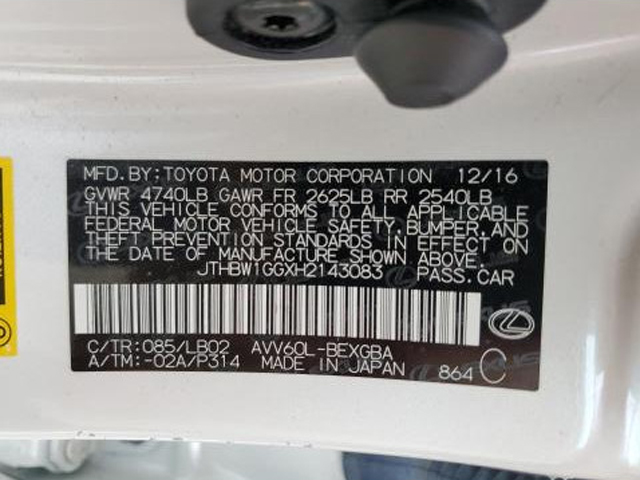 MFD.BY:TOYOTA MOTOR CORPORATION 12/16
GVWR 4740LB GAWR FR 2625LB RR 2540LB
THIS VEHICLE CONFORMS TO ALL APPLICABLE
FEDERAL MOTOR VEHICLE SAFETY,BUMPER,AND
THEFT PREVENTION STANDARDS IN EFFECT ON
THE DATE OF MANUFACTURE SHOWN ABOVE.
JTHBW1GGXH2143083 PASS.CAR
C/TR:085/LB02 AVV60L-BEXGBA
A/TM:-02A/P314 MADE IN JAPAN 864 C